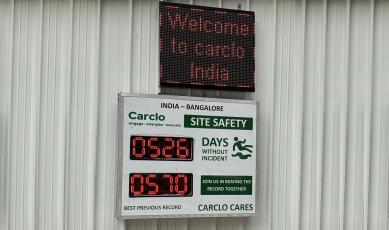 Welcome
to carclo
India
INDIA – BANGALORE
Carclo
engage • energise • execute
SITE SAFETY
0526
DAYS
WITHOUT
INCIDENT
0570
JOIN US IN BEATING THE
RECORD TOGETHER
BEST PREVIOUS RECORD
CARCLO CARES